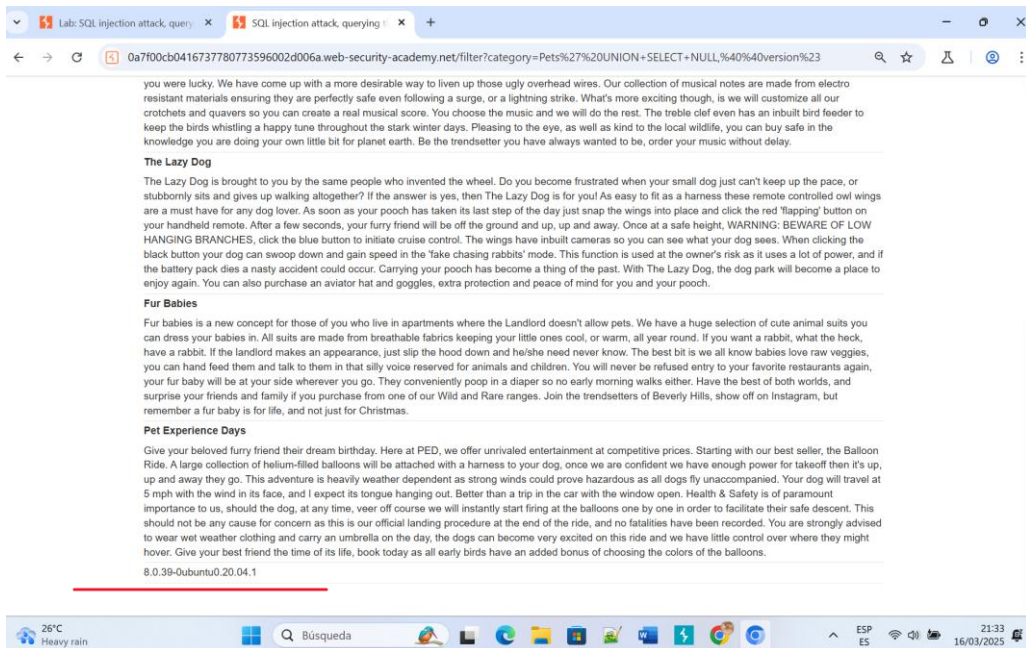 Lab: SQL injection attack, query
SQL injection attack, querying t
0a7f00cb0416737780773596002d006a.web-security-academy.net/filter?category=Pets%27%20UNION+SELECT+NULL,%40%40version%23
you were lucky. We have come up with a more desirable way to liven up those ugly overhead wires. Our collection of musical notes are made from electro
resistant materials ensuring they are perfectly safe even following a surge, or a lightning strike. What's more exciting though, is we will customize all our
crotchets and quavers so you can create a real musical score. You choose the music and we will do the rest. The treble clef even has an inbuilt bird feeder to
keep the birds whistling a happy tune throughout the stark winter days. Pleasing to the eye, as well as kind to the local wildlife, you can buy safe in the
knowledge you are doing your own little bit for planet earth. Be the trendsetter you have always wanted to be, order your music without delay.
The Lazy Dog
The Lazy Dog is brought to you by the same people who invented the wheel. Do you become frustrated when your small dog just can't keep up the pace, or
stubbornly sits and gives up walking altogether? If the answer is yes, then The Lazy Dog is for you! As easy to fit as a harness these remote controlled owl wings
are a must have for any dog lover. As soon as your pooch has taken its last step of the day just snap the wings into place and click the red 'flapping' button on
your handheld remote. After a few seconds, your furry friend will be off the ground and up, up and away. Once at a safe height, WARNING: BEWARE OF LOW
HANGING BRANCHES, click the blue button to initiate cruise control. The wings have inbuilt cameras so you can see what your dog sees. When clicking the
black button your dog can swoop down and gain speed in the 'fake chasing rabbits' mode. This function is used at the owner's risk as it uses a lot of power, and if
the battery pack dies a nasty accident could occur. Carrying your pooch has become a thing of the past. With The Lazy Dog, the dog park will become a place to
enjoy again. You can also purchase an aviator hat and goggles, extra protection and peace of mind for you and your pooch.
Fur Babies
Fur babies is a new concept for those of you who live in apartments where the Landlord doesn't allow pets. We have a huge selection of cute animal suits you
can dress your babies in. All suits are made from breathable fabrics keeping your little ones cool, or warm, all year round. If you want a rabbit, what the heck,
have a rabbit. If the landlord makes an appearance, just slip the hood down and he/she need never know. The best bit is we all know babies love raw veggies,
you can hand feed them and talk to them in that silly voice reserved for animals and children. You will never be refused entry to your favorite restaurants again,
your fur baby will be at your side wherever you go. They conveniently poop in a diaper so no early morning walks either. Have the best of both worlds, and
surprise your friends and family if you purchase from one of our Wild and Rare ranges. Join the trendsetters of Beverly Hills, show off on Instagram, but
remember a fur baby is for life, and not just for Christmas.
Pet Experience Days
Give your beloved furry friend their dream birthday. Here at PED, we offer unrivaled entertainment at competitive prices. Starting with our best seller, the Balloon
Ride. A large collection of helium-filled balloons will be attached with a harness to your dog, once we are confident we have enough power for takeoff then it's up,
up and away they go. This adventure is heavily weather dependent as strong winds could prove hazardous as all dogs fly unaccompanied. Your dog will travel at
5 mph with the wind in its face, and I expect its tongue hanging out. Better than a trip in the car with the window open. Health & Safety is of paramount
importance to us, should the dog, at any time, veer off course we will instantly start firing at the balloons one by one in order to facilitate their safe descent. This
should not be any cause for concern as this is our official landing procedure at the end of the ride, and no fatalities have been recorded. You are strongly advised
to wear wet weather clothing and carry an umbrella on the day, the dogs can become very excited on this ride and we have little control over where they might
hover. Give your best friend the time of its life, book today as all early birds have an added bonus of choosing the colors of the balloons.
8.0.39-0ubuntu0.20.04.1
26°C
Heavy rain
Búsqueda
ESP
ES
21:33
16/03/2025